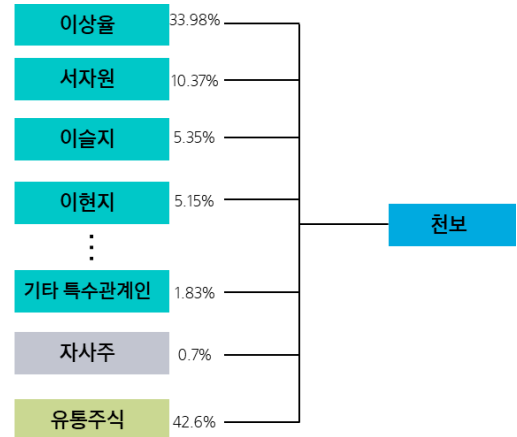 이상율 33.98%
서자원 10.37%
이슬지 5.35%
이현지 5.15%
천보
기타 특수관계인 1.83%
자사주 0.7%
유통주식 42.6%